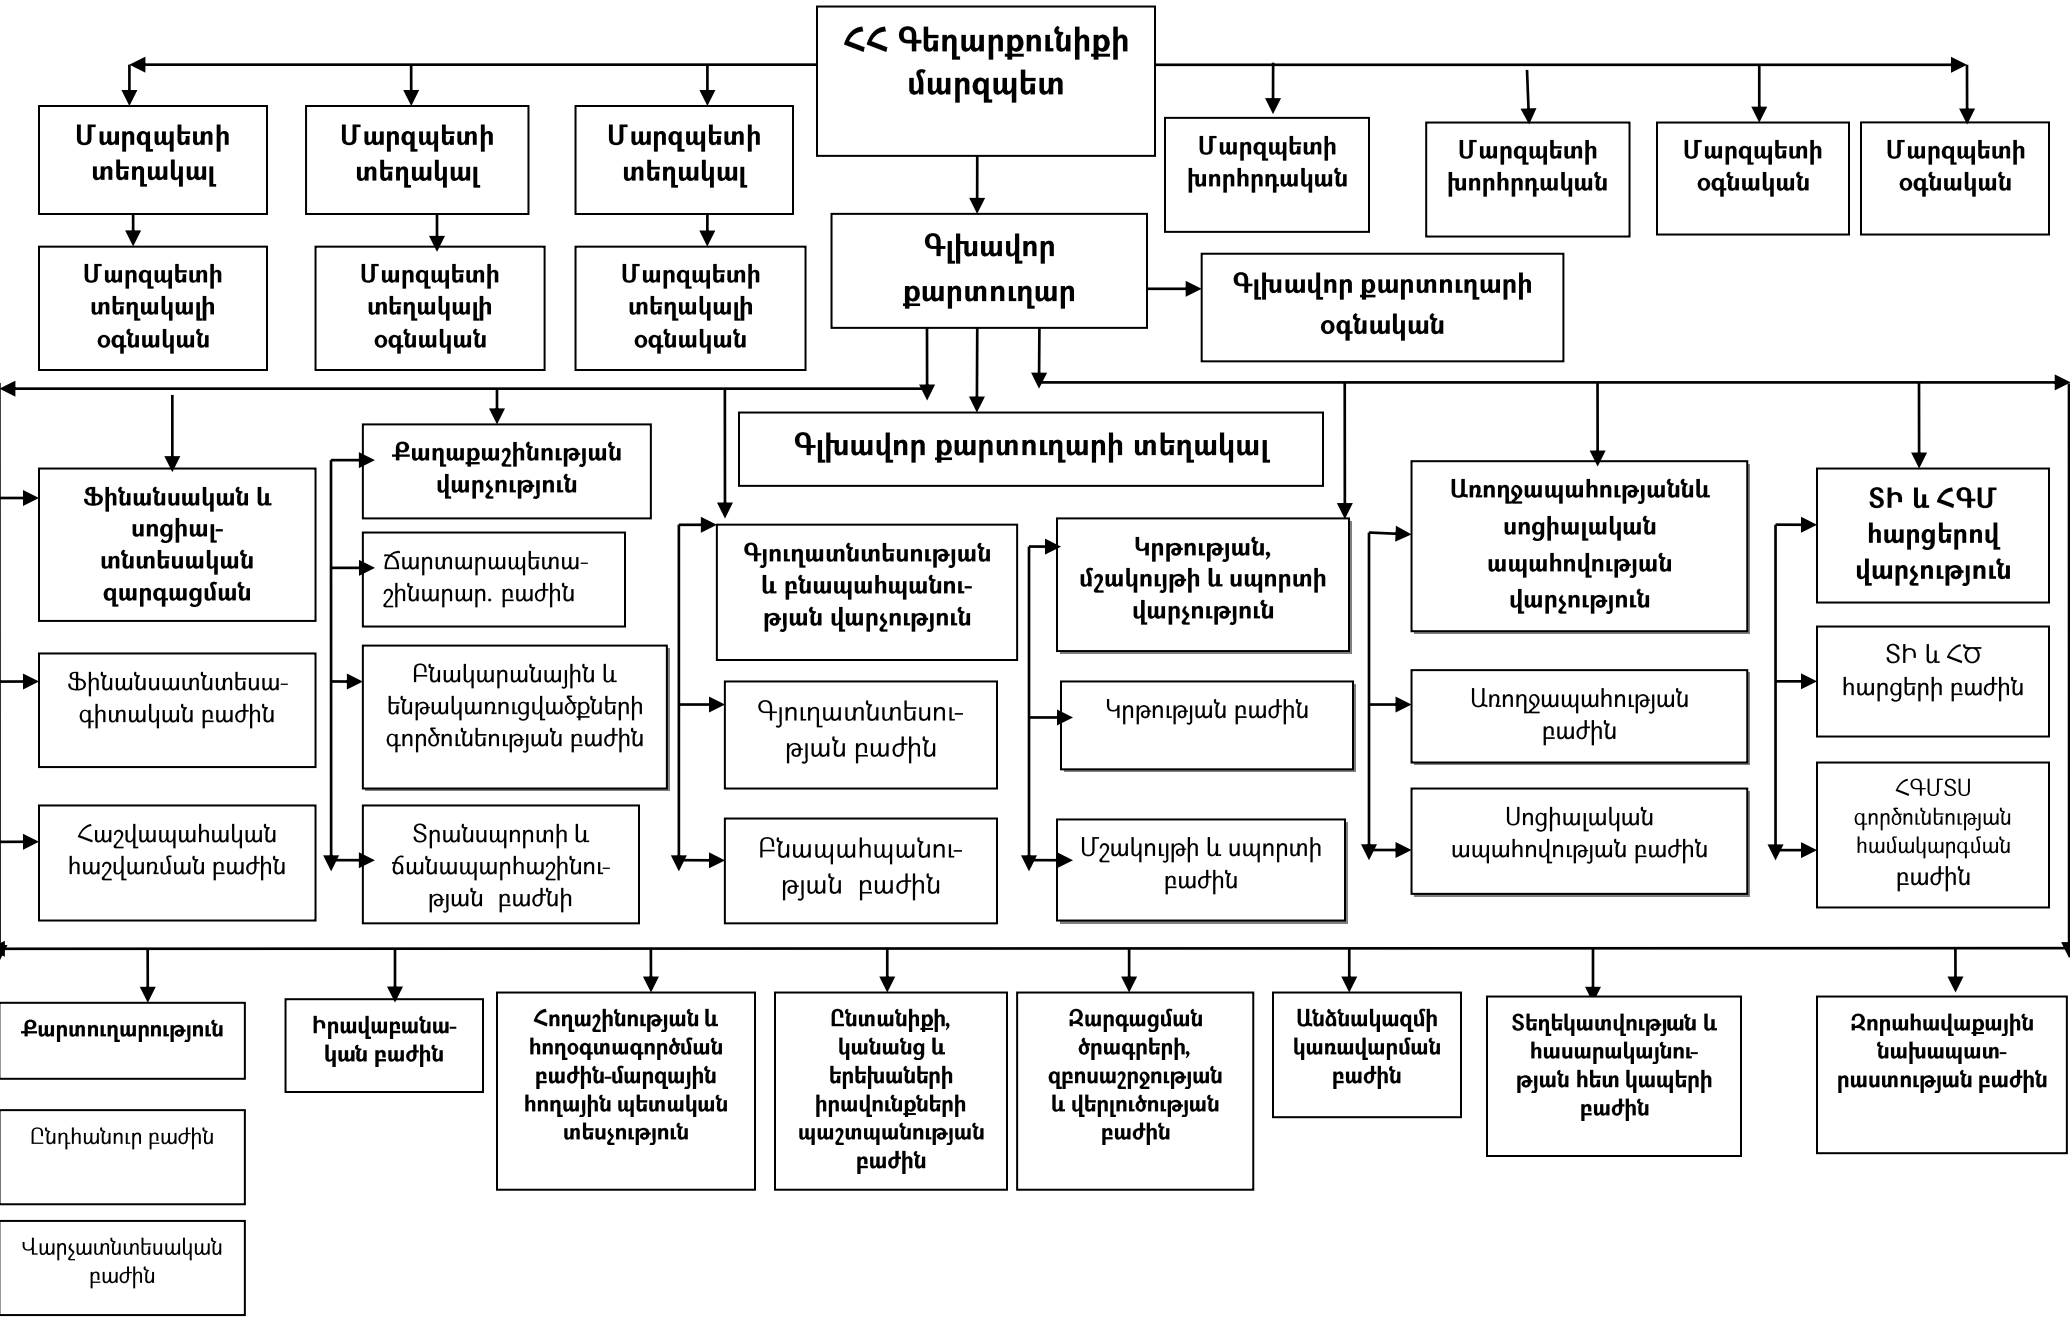 ՀՀ Գեղարքունիքի
մարզպետ
Մարզպետի
տեղակալ
Մարզպետի
տեղակալ
Մարզպետի
տեղակալ
Մարզպետի
խորհրդական
Մարզպետի
խորհրդական
Մարզպետի
օգնական
Մարզպետի
օգնական
Մարզպետի
տեղակալի
օգնական
Մարզպետի
տեղակալի
օգնական
Մարզպետի
տեղակալի
օգնական
Գլխավոր
քարտուղար
Գլխավոր քարտուղարի
օգնական
Գլխավոր քարտուղարի տեղակալ
Ֆինանսական և
սոցիալ-
տնտեսական
զարգացման
Ֆինանսատնտեսա-
գիտական բաժին
Հաշվապահական
հաշվառման բաժին
Քաղաքաշինության
վարչություն
Ճարտարապետա-
շինարար. բաժին
Բնակարանային և
ենթակառուցվածքների
գործունեության բաժին
Տրանսպորտի և
ճանապարհաշինու-
թյան  բաժնի
Գյուղատնտեսության
և բնապահպանու-
թյան վարչություն
Գյուղատնտեսու-
թյան բաժին
Բնապահպանու-
թյան  բաժին
Կրթության,
մշակույթի և սպորտի
վարչություն
Կրթության բաժին
Մշակույթի և սպորտի
բաժին
Առողջապահությաննև
սոցիալական
ապահովության
վարչություն
Առողջապահության
բաժին
Սոցիալական
ապահովության բաժին
ՏԻ և ՀԳՄ
հարցերով
վարչություն
ՏԻ և ՀԾ
հարցերի բաժին
ՀԳՄՏՍ
գործունեության
համակարգման
բաժին
Քարտուղարություն
Ընդհանուր բաժին
Վարչատնտեսական
բաժին
Իրավաբանա-
կան բաժին
Հողաշինության և
հողօգտագործման
բաժին-մարզային
հողային պետական
տեսչություն
Ընտանիքի,
կանանց և
երեխաների
իրավունքների
պաշտպանության
բաժին
Զարգացման
ծրագրերի,
զբոսաշրջության
և վերլուծության
բաժին
Անձնակազմի
կառավարման
բաժին
Տեղեկատվության և
հասարակայնու-
թյան հետ կապերի
բաժին
Զորահավաքային
նախապատ-
րաստության բաժին